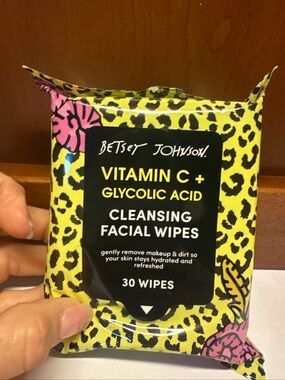 BETSEY JOHNSON.
VITAMIN C +
GLYCOLIC ACID
CLEANSING
FACIAL WIPES
gently remove makeup & dirt so
your skin stays hydrated and
refreshed
30 WIPES